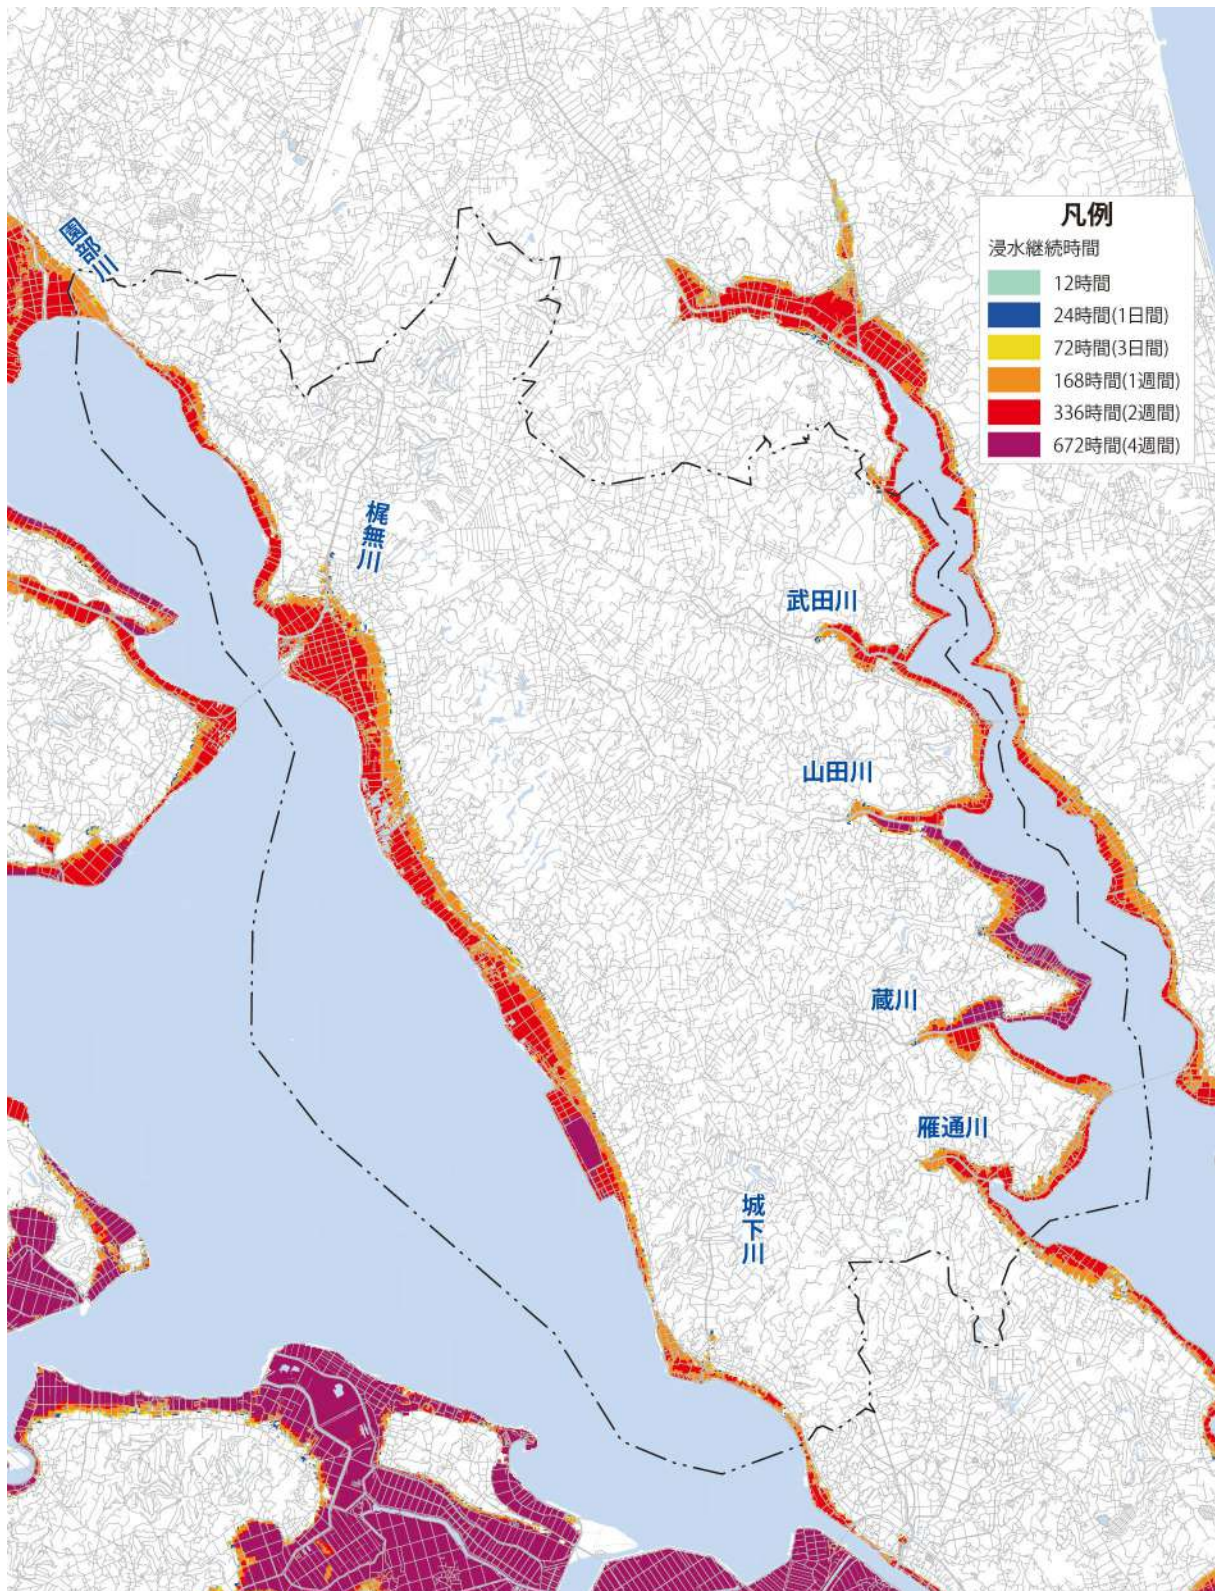 園部川
凡例
浸水継続時間
12時間
24時間(1日間)
72時間(3日間)
168時間(1週間)
336時間(2週間)
672時間(4週間)
梶無川
武田川
山田川
蔵川
雁通川
城下川